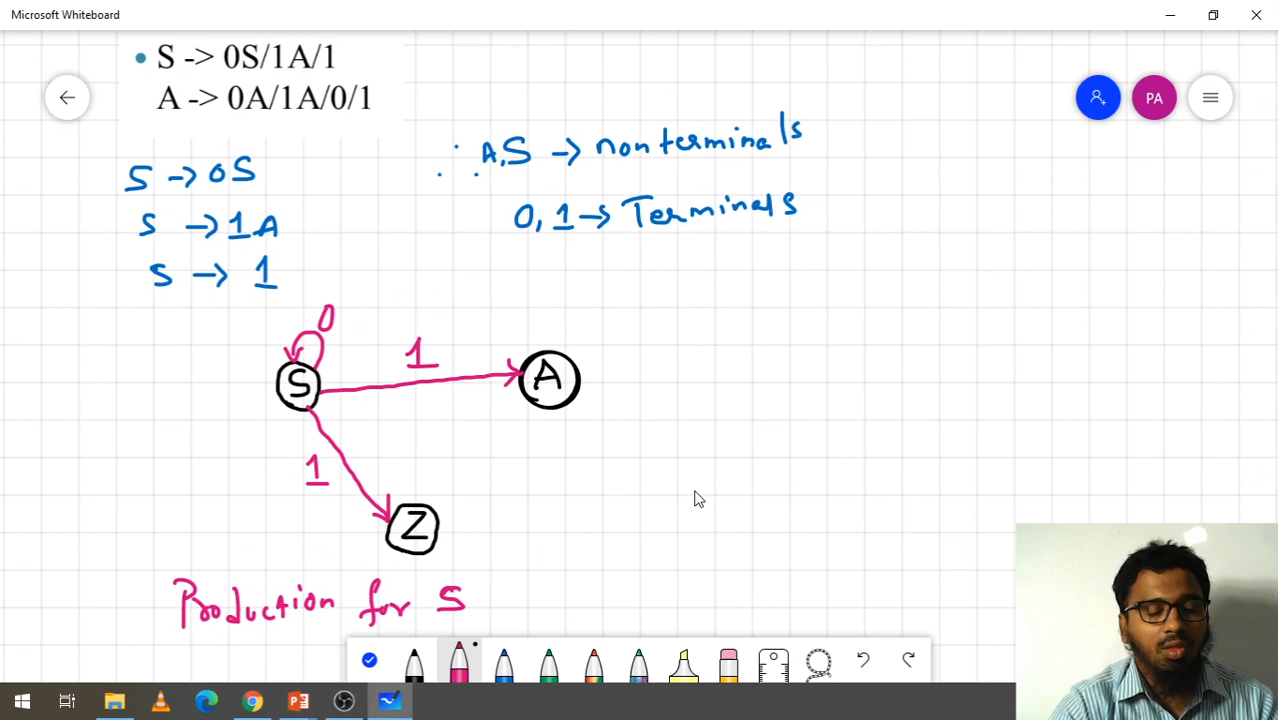 Microsoft Whiteboard
• S -> 0S/1A/1
A -> 0A/1A/0/1
PA
∴ A,S → nonterminals
S → 0S
0, 1 → Terminals
S → 1A
S → 1
0
1
S
A
1
Z
Production for S